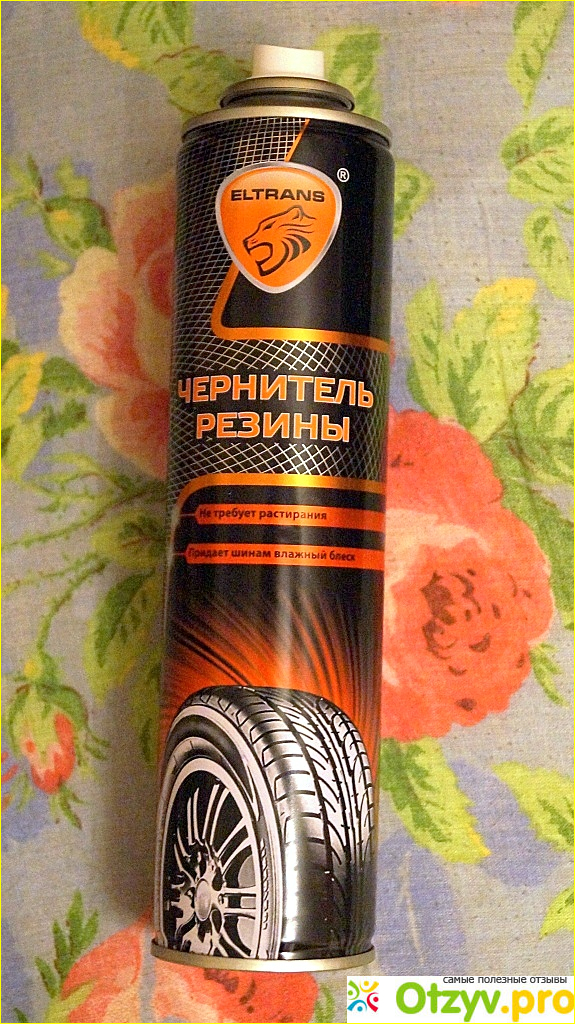 ELTRANS
®
ЧЕРНИТЕЛЬ
РЕЗИНЫ
Не требует растирания
Придает шинам влажный блеск
самые полезные отзывы
Otzyv.pro